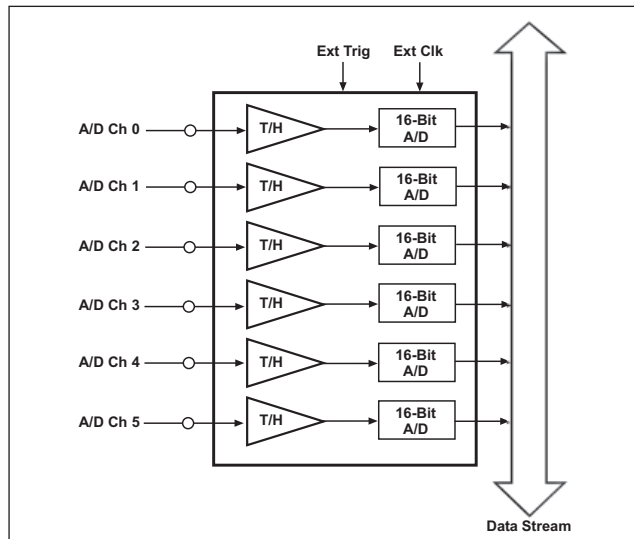 Ext Trig Ext Clk
A/D Ch 0 T/H 16-Bit
A/D
A/D Ch 1 T/H 16-Bit
A/D
A/D Ch 2 T/H 16-Bit
A/D
A/D Ch 3 T/H 16-Bit
A/D
A/D Ch 4 T/H 16-Bit
A/D
A/D Ch 5 T/H 16-Bit
A/D
Data Stream